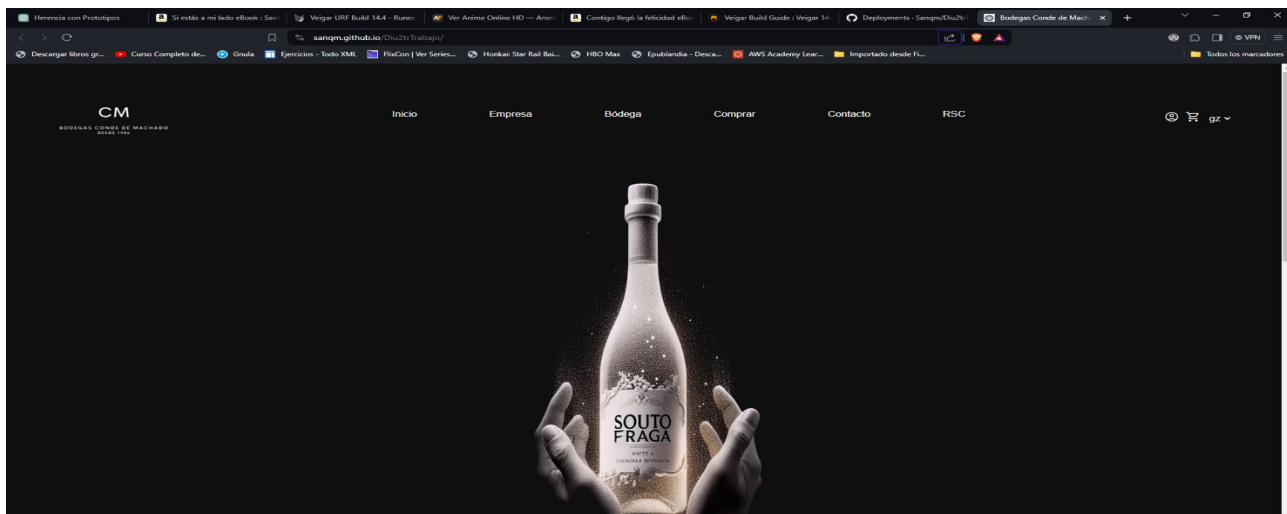 Herencia con Prototipos
Si estás a mi lado eBook : Sain
Veigar URF Build 14.4 - Runes
Ver Anime Online HD — Anim
Contigo llegó la felicidad eBoo
Veigar Build Guide : Veigar 14.
Deployments · Sanqm/Diu2tr
Bodegas Conde de Macha
sanqm.github.io/Diu2trTrabajo/
VPN
Descargar libros gr...
Curso Completo de...
Gnula
Ejercicios - Todo XML
FlixCon | Ver Series...
Honkai: Star Rail Bai...
HBO Max
Epublandia - Desca...
AWS Academy Lear...
Importado desde Fi...
Todos los marcadores
CM
BODEGAS CONDE DE MACHADO
Inicio
Empresa
Bódega
Comprar
Contacto
RSC
gz
SOUTO
FRAGA
WHITE